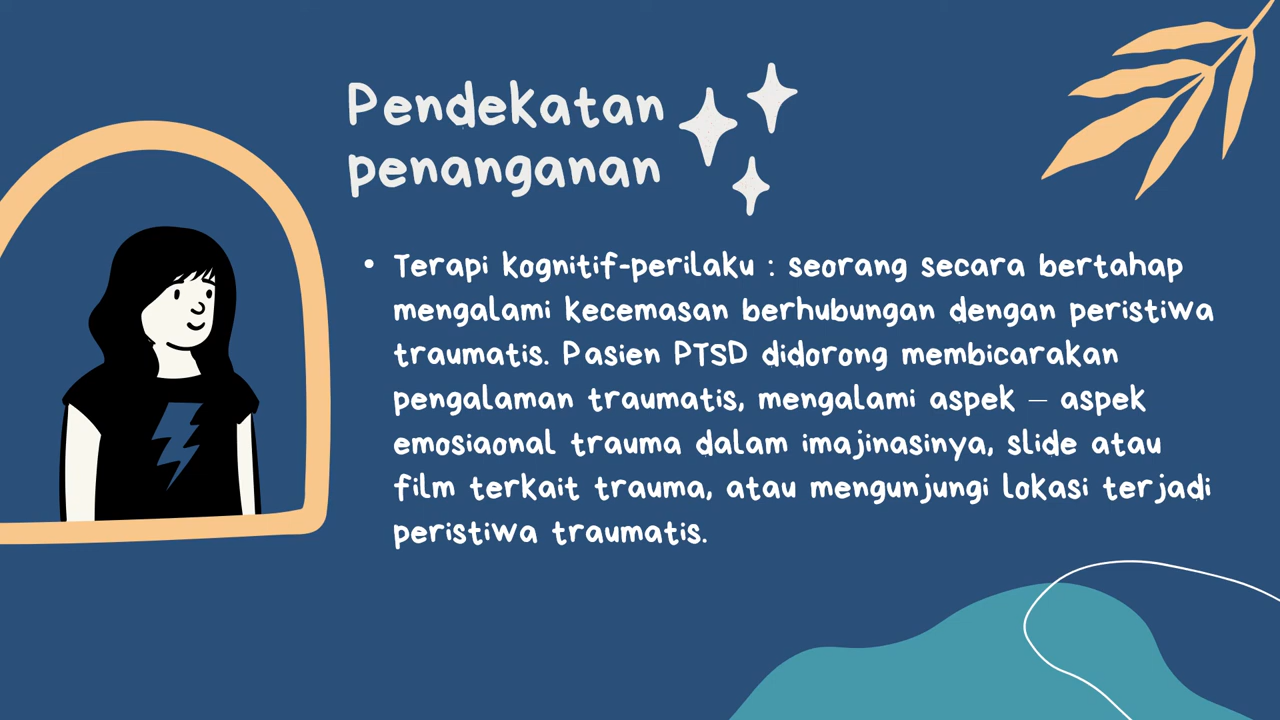 Pendekatan
penanganan
• Terapi kognitif-perilaku : seorang secara bertahap
mengalami kecemasan berhubungan dengan peristiwa
traumatis. Pasien PTSD didorong membicarakan
pengalaman traumatis, mengalami aspek – aspek
emosiaonal trauma dalam imajinasinya, slide atau
film terkait trauma, atau mengunjungi lokasi terjadi
peristiwa traumatis.